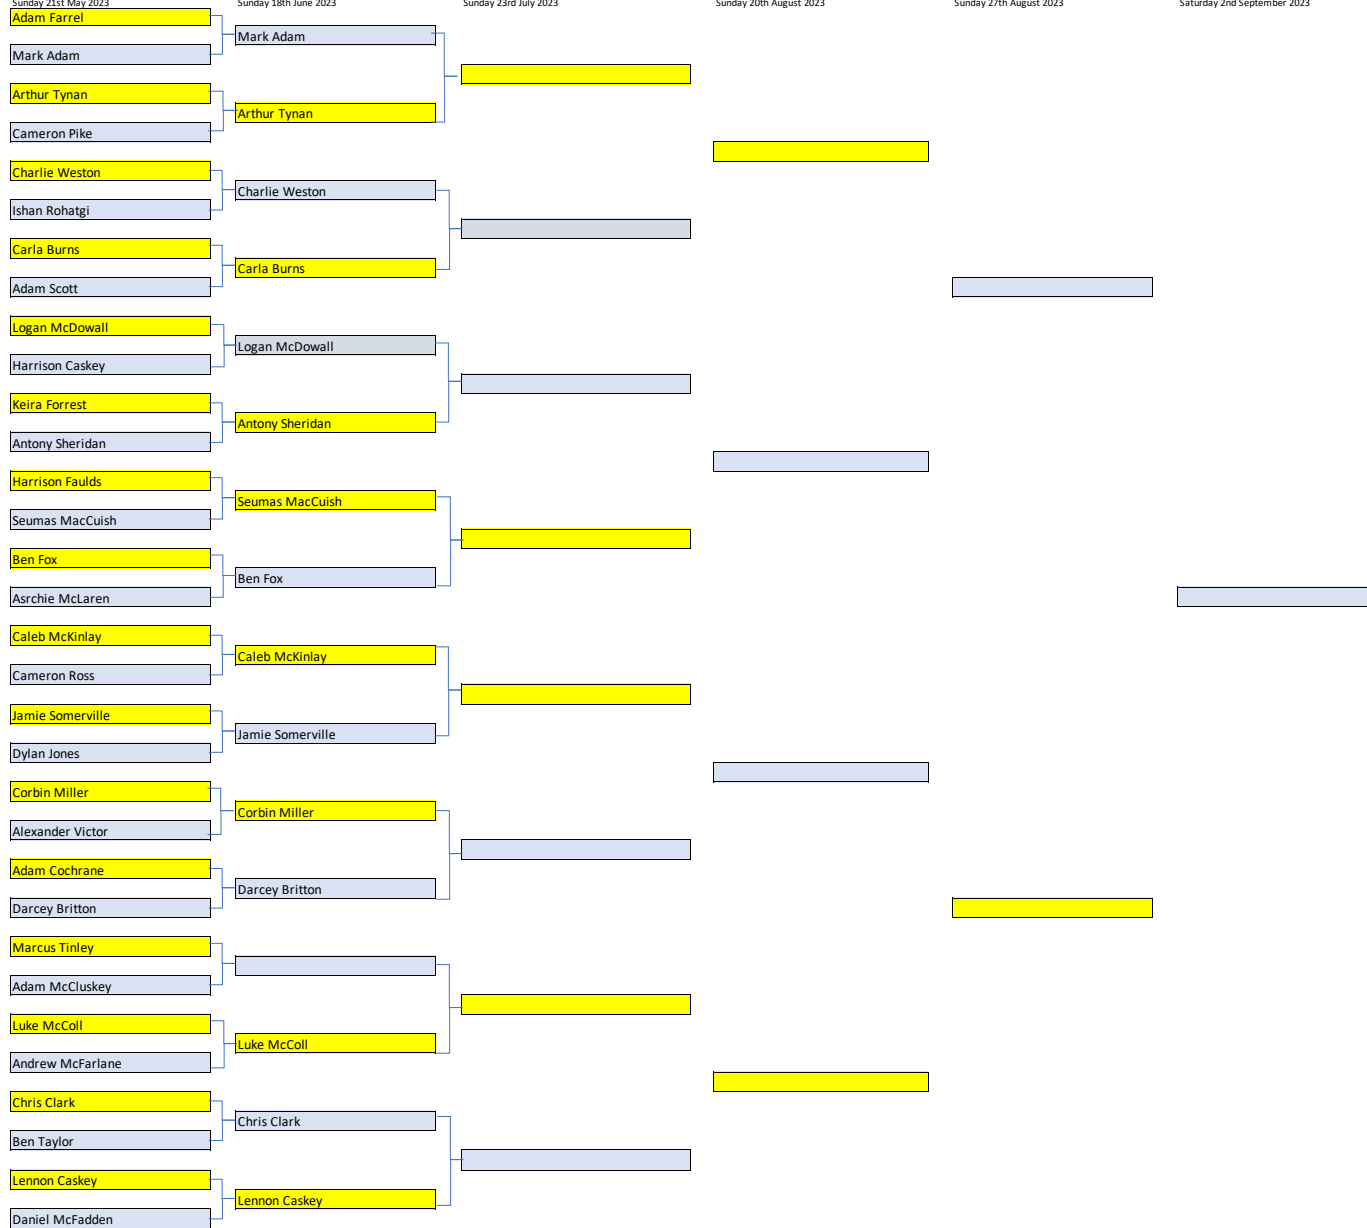 Sunday 21st May 2023
Sunday 18th June 2023
Sunday 23rd July 2023
Sunday 20th August 2023
Sunday 27th August 2023
Saturday 2nd September 2023
Adam Farrel
Mark Adam
Mark Adam
Arthur Tynan
Arthur Tynan
Cameron Pike
Charlie Weston
Charlie Weston
Ishan Rohatgi
Carla Burns
Carla Burns
Adam Scott
Logan McDowall
Logan McDowall
Harrison Caskey
Keira Forrest
Antony Sheridan
Antony Sheridan
Harrison Faulds
Seumas MacCuish
Seumas MacCuish
Ben Fox
Ben Fox
Asrchie McLaren
Caleb McKinlay
Caleb McKinlay
Cameron Ross
Jamie Somerville
Jamie Somerville
Dylan Jones
Corbin Miller
Corbin Miller
Alexander Victor
Adam Cochrane
Darcey Britton
Darcey Britton
Marcus Tinley
Adam McCluskey
Luke McColl
Luke McColl
Andrew McFarlane
Chris Clark
Chris Clark
Ben Taylor
Lennon Caskey
Lennon Caskey
Daniel McFadden